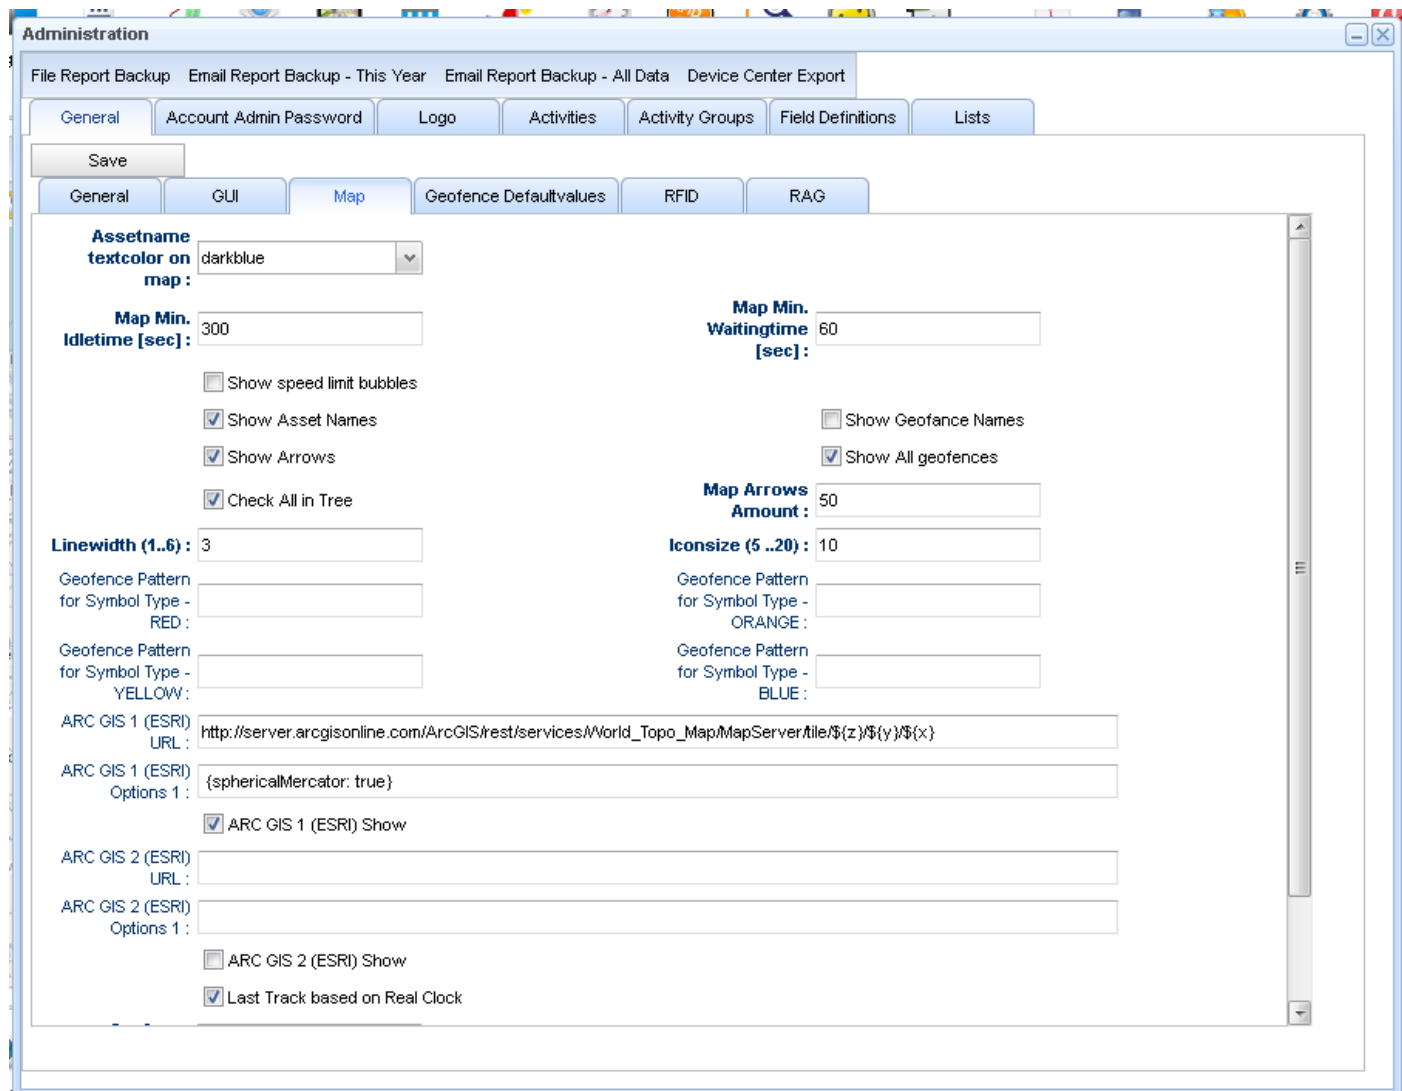 Administration
File Report Backup Email Report Backup - This Year Email Report Backup - All Data Device Center Export
General Account Admin Password Logo Activities Activity Groups Field Definitions Lists
Save
General GUI Map Geofence Defaultvalues RFID RAG
Assetname
textcolor on
map :
darkblue
Map Min.
Idletime [sec] :
300
Map Min.
Waitingtime
[sec] :
60
Show speed limit bubbles
Show Asset Names
Show Geofance Names
Show Arrows
Show All geofences
Check All in Tree
Map Arrows
Amount :
50
Linewidth (1..6) : 3
Iconsize (5 ..20) : 10
Geofence Pattern
for Symbol Type -
RED :
Geofence Pattern
for Symbol Type -
ORANGE :
Geofence Pattern
for Symbol Type -
YELLOW :
Geofence Pattern
for Symbol Type -
BLUE :
ARC GIS 1 (ESRI)
URL :
http://server.arcgisonline.com/ArcGIS/rest/services/World_Topo_Map/MapServer/tile/${z}/${y}/${x}
ARC GIS 1 (ESRI)
Options 1 :
{sphericalMercator: true}
ARC GIS 1 (ESRI) Show
ARC GIS 2 (ESRI)
URL :
ARC GIS 2 (ESRI)
Options 1 :
ARC GIS 2 (ESRI) Show
Last Track based on Real Clock